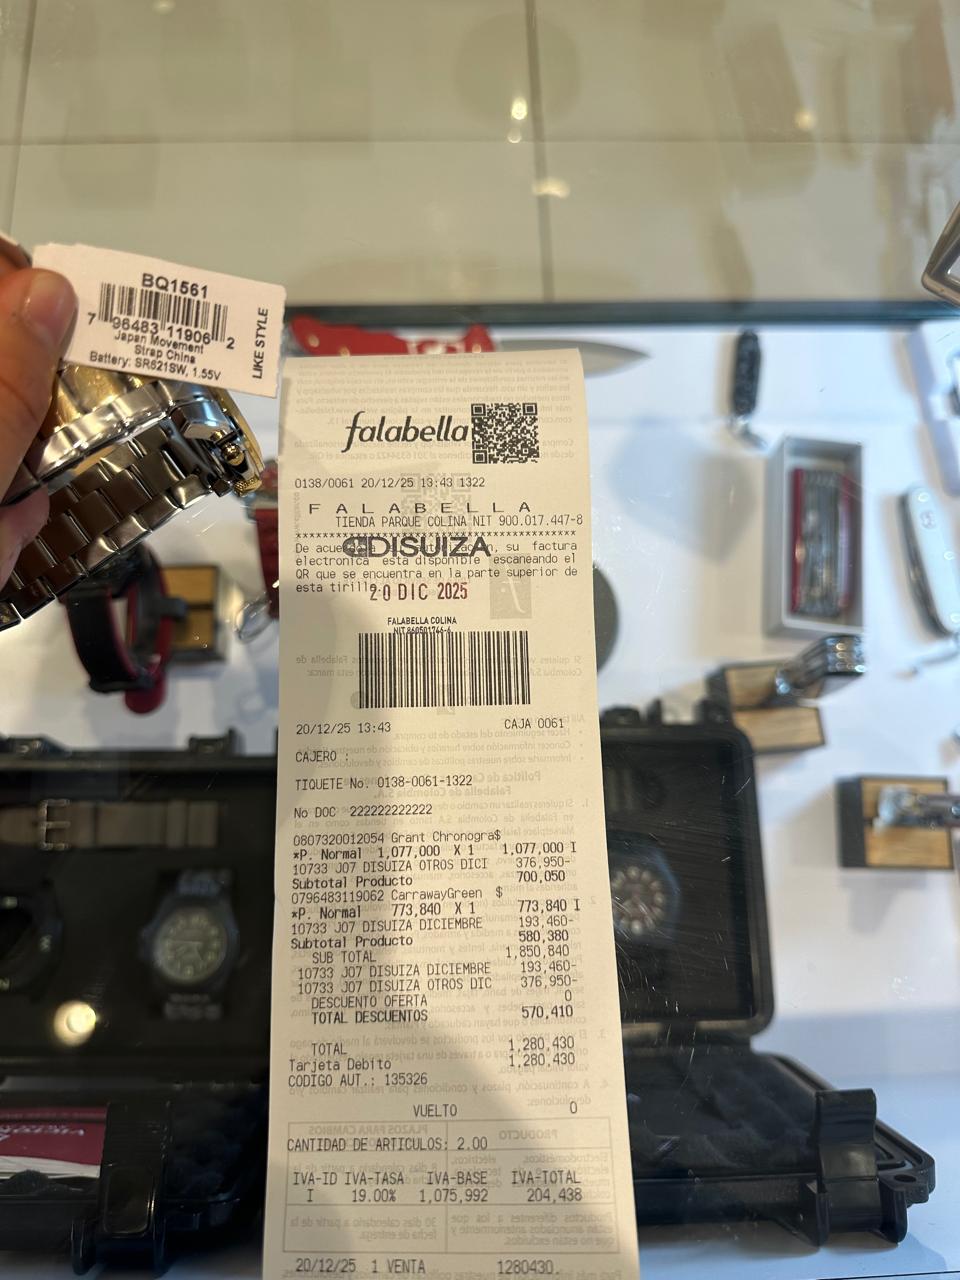 BQ1561
7 96483 11906 2
Japan Movement
Strap China
Battery: SR621SW, 1.55V
LIKE STYLE
falabella
0138/0061 20/12/25 13:43 1322
F A L A B E L L A
TIENDA PARQUE COLINA NIT 900.017.447-8
De acue su factura
DISUIZA
electronica esta disponible escaneando el
QR que se encuentra en la parte superior de
esta tirill
20 DIC 2025
FALABELLA COLINA
NIT 860501746-6
20/12/25 13:43 CAJA 0061
CAJERO :
TIQUETE No. 0138-0061-1322
No DOC 222222222222
0807320012054 Grant Chronogra$
*P. Normal 1,077,000 X 1 1,077,000 I
10733 J07 DISUIZA OTROS DICI 376,950-
Subtotal Producto 700,050
0796483119062 CarrawayGreen $
*P. Normal 773,840 X 1 773,840 I
10733 J07 DISUIZA DICIEMBRE 193,460-
Subtotal Producto 580,380
SUB TOTAL 1,850,840
10733 J07 DISUIZA DICIEMBRE 193,460-
10733 J07 DISUIZA OTROS DIC 376,950-
DESCUENTO OFERTA 0
TOTAL DESCUENTOS 570,410
TOTAL 1,280,430
Tarjeta Debito 1,280,430
CODIGO AUT.: 135326
VUELTO 0
CANTIDAD DE ARTICULOS: 2.00
IVA-ID IVA-TASA IVA-BASE IVA-TOTAL
I 19.00% 1,075,992 204,438
20/12/25 1 VENTA 1280430.